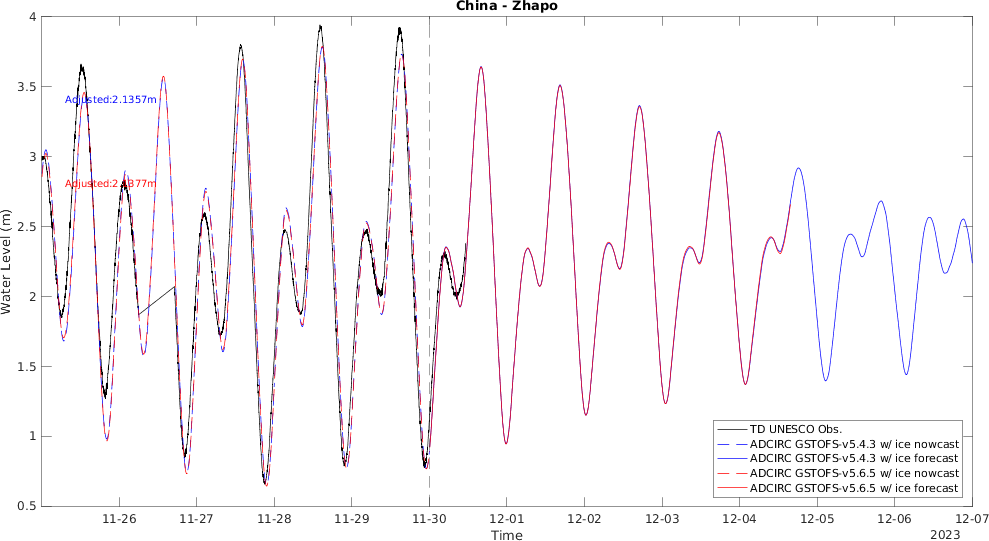 China - Zhapo
Water Level (m)
4
3.5
3
2.5
2
1.5
1
0.5
Adjusted:2.1357m
Adjusted:2.1377m
TD UNESCO Obs.
ADCIRC GSTOFS-v5.4.3 w/ ice nowcast
ADCIRC GSTOFS-v5.4.3 w/ ice forecast
ADCIRC GSTOFS-v5.6.5 w/ ice nowcast
ADCIRC GSTOFS-v5.6.5 w/ ice forecast
11-26 11-27 11-28 11-29 11-30 12-01 12-02 12-03 12-04 12-05 12-06 12-07
Time
2023